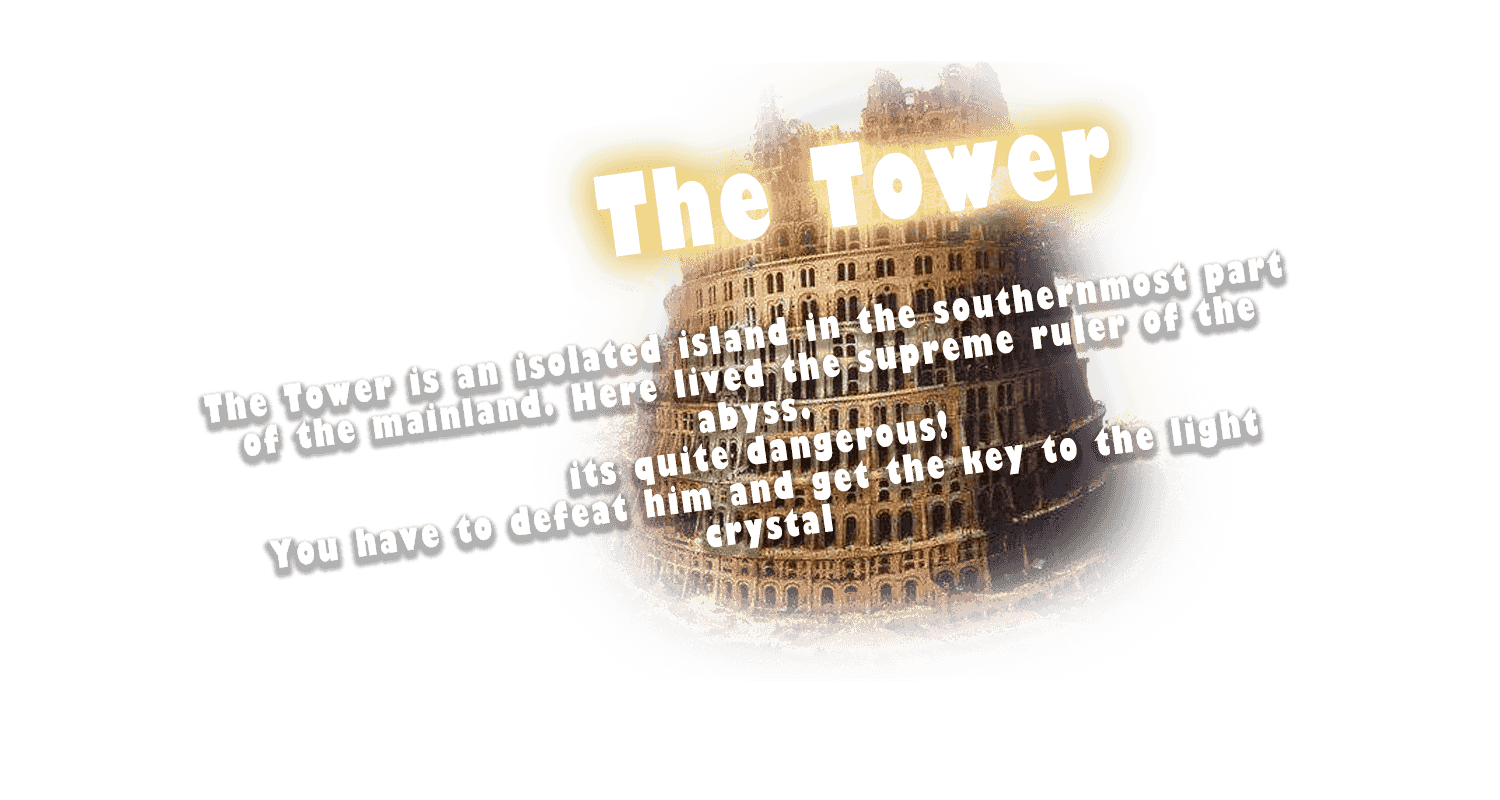 The Tower
The Tower is an isolated island in the southernmost part
of the mainland. Here lived the supreme ruler of the
abyss.
its quite dangerous!
You have to defeat him and get the key to the light
crystal